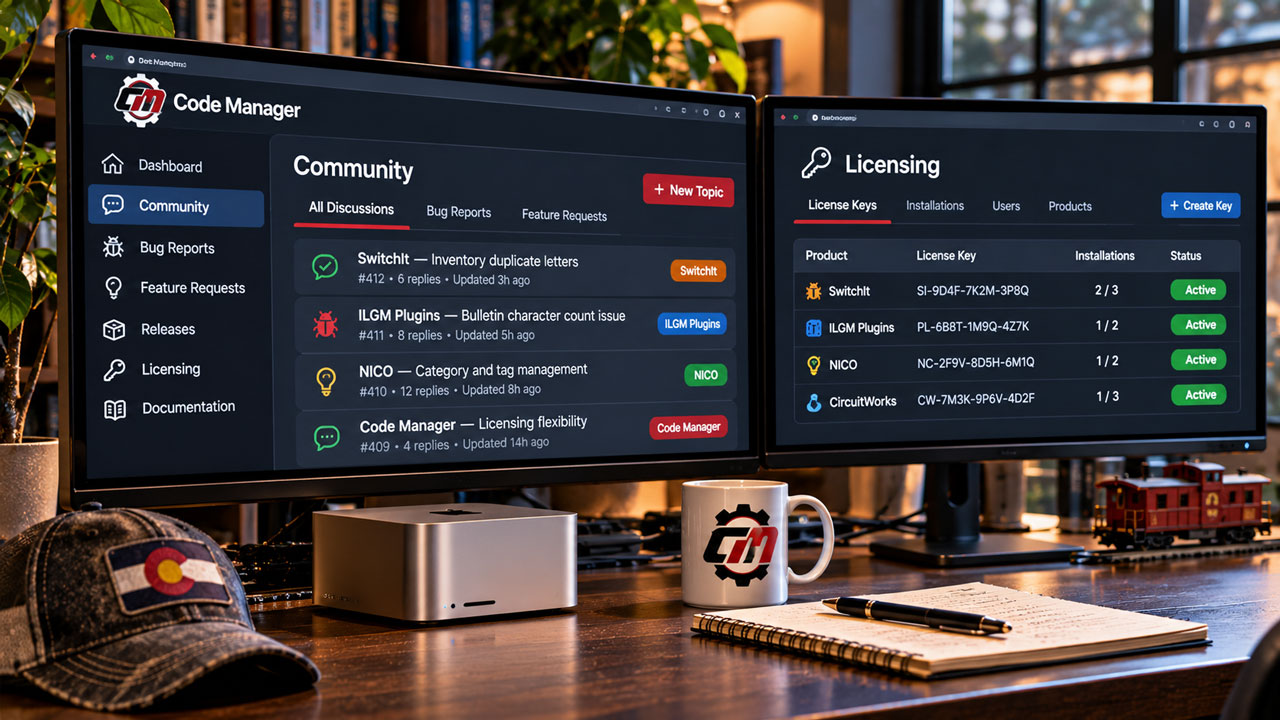 CM Code Manager
Dashboard
Community
Bug Reports
Feature Requests
Releases
Licensing
Documentation
Community
+ New Topic
All Discussions
Bug Reports
Feature Requests
SwitchIt — Inventory duplicate letters
#412 • 6 replies • Updated 3h ago
SwitchIt
ILGM Plugins — Bulletin character count issue
#411 • 8 replies • Updated 5h ago
ILGM Plugins
NICO — Category and tag management
#410 • 12 replies • Updated 8h ago
NICO
Code Manager — Licensing flexibility
#409 • 4 replies • Updated 14h ago
Code Manager
Licensing
License Keys
Installations
Users
Products
+ Create Key
Product License Key Installations Status
SwitchIt SI-9D4F-7K2M-3P8Q 2 / 3 Active
ILGM Plugins PL-6B8T-1M9Q-4Z7K 1 / 2 Active
NICO NC-2F9V-8D5H-6M1Q 1 / 2 Active
CircuitWorks CW-7M3K-9P6V-4D2F 1 / 3 Active
CM